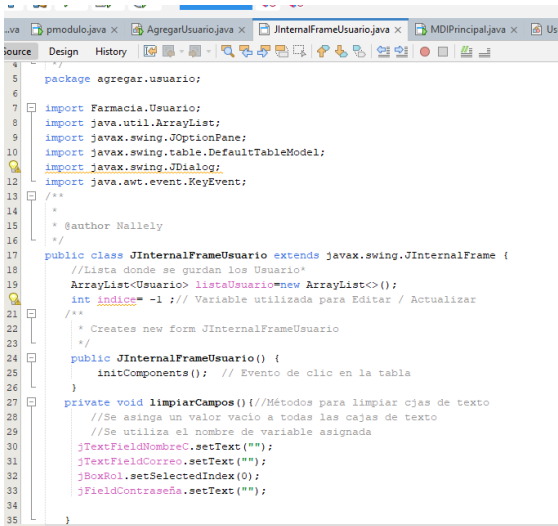 ..va pmodulo.java × AgregarUsuario.java × JInternalFrameUsuario.java × MDIPrincipal.java × Us
Source Design History
4 */
5 package agregar.usuario;
6
7 import Farmacia.Usuario;
8 import java.util.ArrayList;
9 import javax.swing.JOptionPane;
10 import javax.swing.table.DefaultTableModel;
import javax.swing.JDialog;
12 import java.awt.event.KeyEvent;
13 /**
14 *
15 * @author Nallely
16 */
17 public class JInternalFrameUsuario extends javax.swing.JInternalFrame {
18 //Lista donde se gurdan los Usuario*
19 ArrayList<Usuario> listaUsuario=new ArrayList<>();
int indice= -1 ;// Variable utilizada para Editar / Actualizar
21 /**
22 * Creates new form JInternalFrameUsuario
23 */
24 public JInternalFrameUsuario() {
25 initComponents(); // Evento de clic en la tabla
26 }
27 private void limpiarCampos(){//Métodos para limpiar cjas de texto
28 //Se asinga un valor vacio a todas las cajas de texto
29 //Se utiliza el nombre de variable asignada
30 jTextFieldNombreC.setText("");
31 jTextFieldCorreo.setText("");
32 jBoxRol.setSelectedIndex(0);
33 jFieldContraseña.setText("");
34
35 }